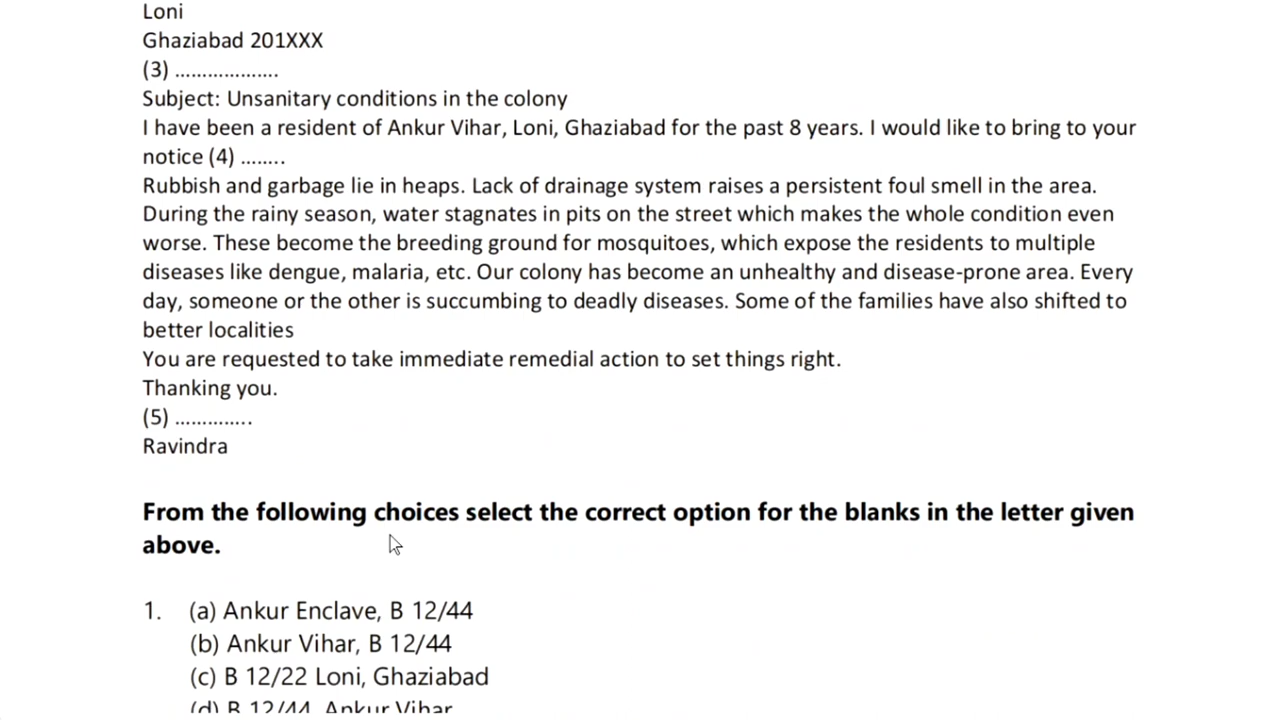 Loni
Ghaziabad 201XXX
(3) ...................
Subject: Unsanitary conditions in the colony
I have been a resident of Ankur Vihar, Loni, Ghaziabad for the past 8 years. I would like to bring to your
notice (4) ........
Rubbish and garbage lie in heaps. Lack of drainage system raises a persistent foul smell in the area.
During the rainy season, water stagnates in pits on the street which makes the whole condition even
worse. These become the breeding ground for mosquitoes, which expose the residents to multiple
diseases like dengue, malaria, etc. Our colony has become an unhealthy and disease-prone area. Every
day, someone or the other is succumbing to deadly diseases. Some of the families have also shifted to
better localities
You are requested to take immediate remedial action to set things right.
Thanking you.
(5) ..............
Ravindra
From the following choices select the correct option for the blanks in the letter given
above.
1. (a) Ankur Enclave, B 12/44
(b) Ankur Vihar, B 12/44
(c) B 12/22 Loni, Ghaziabad
(d) B 12/44, Ankur Vihar